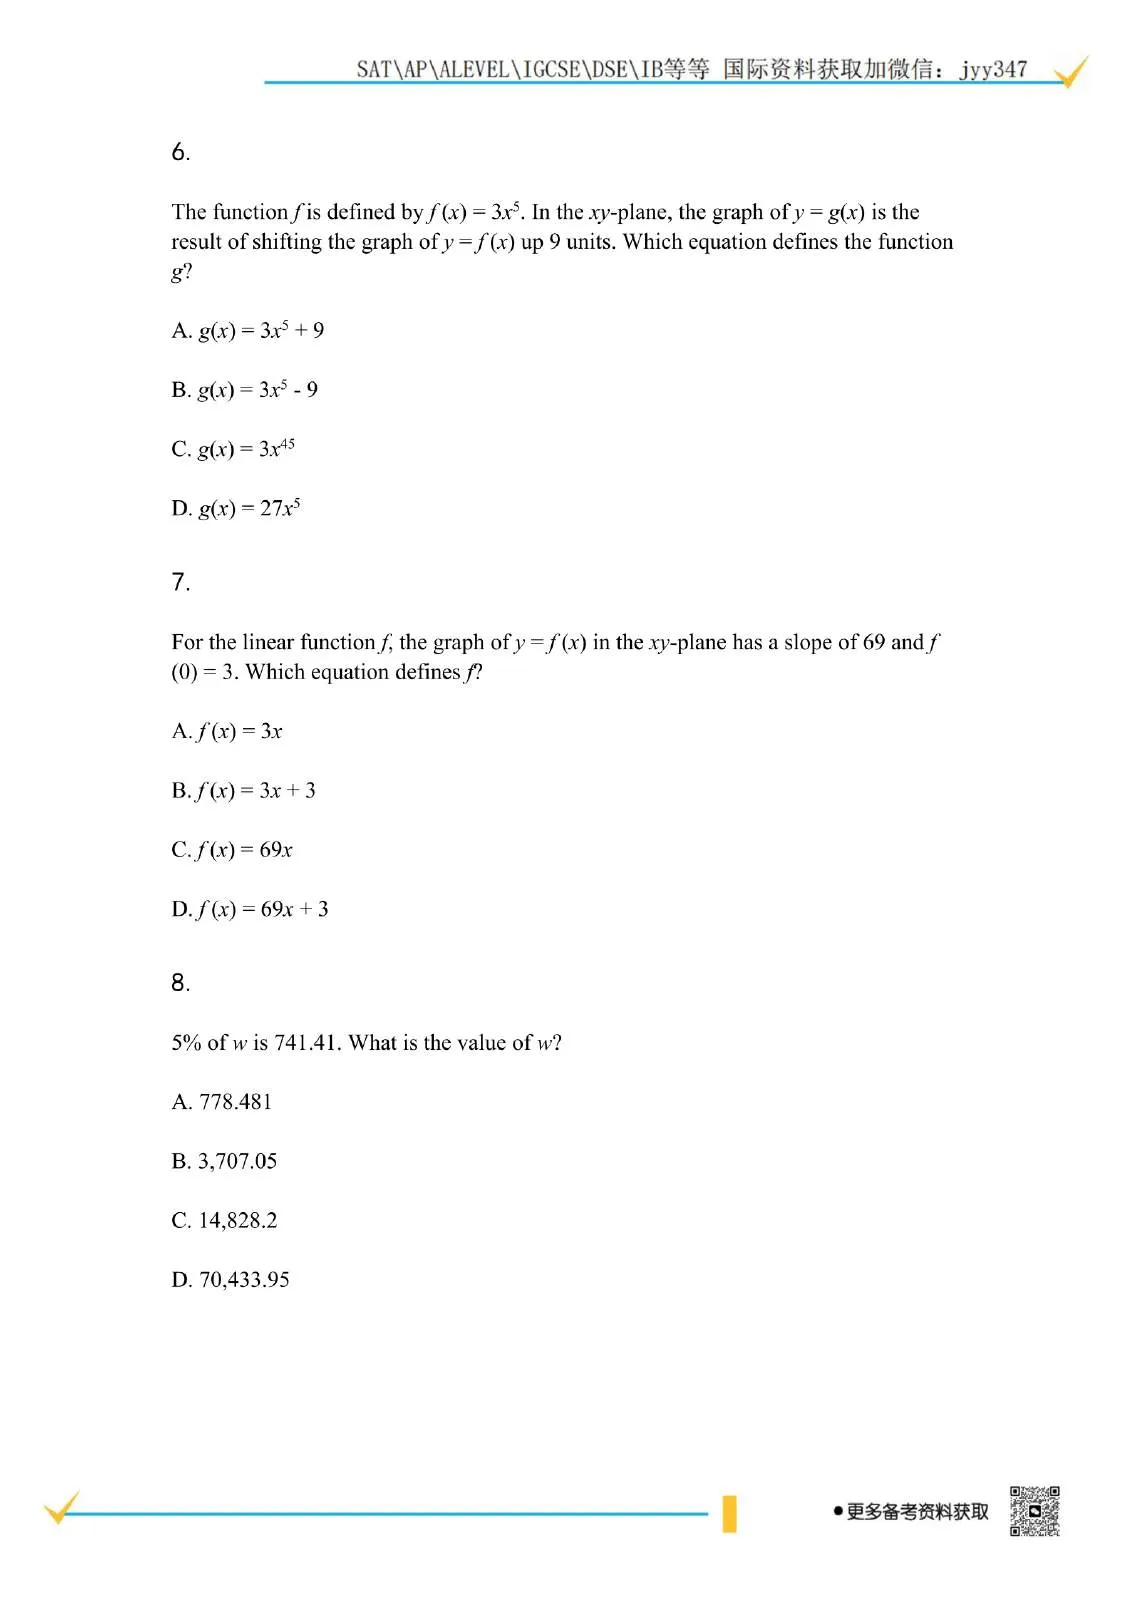 SAT\AP\ALEVEL\IGCSE\DSE\IB等等 国际资料获取加微信：jyy347
6.
The function f is defined by f (x) = 3x⁵. In the xy-plane, the graph of y = g(x) is the
result of shifting the graph of y = f (x) up 9 units. Which equation defines the function
g?
A. g(x) = 3x⁵ + 9
B. g(x) = 3x⁵ - 9
C. g(x) = 3x⁴⁵
D. g(x) = 27x⁵
7.
For the linear function f, the graph of y = f (x) in the xy-plane has a slope of 69 and f
(0) = 3. Which equation defines f?
A. f (x) = 3x
B. f (x) = 3x + 3
C. f (x) = 69x
D. f (x) = 69x + 3
8.
5% of w is 741.41. What is the value of w?
A. 778.481
B. 3,707.05
C. 14,828.2
D. 70,433.95
●更多备考资料获取